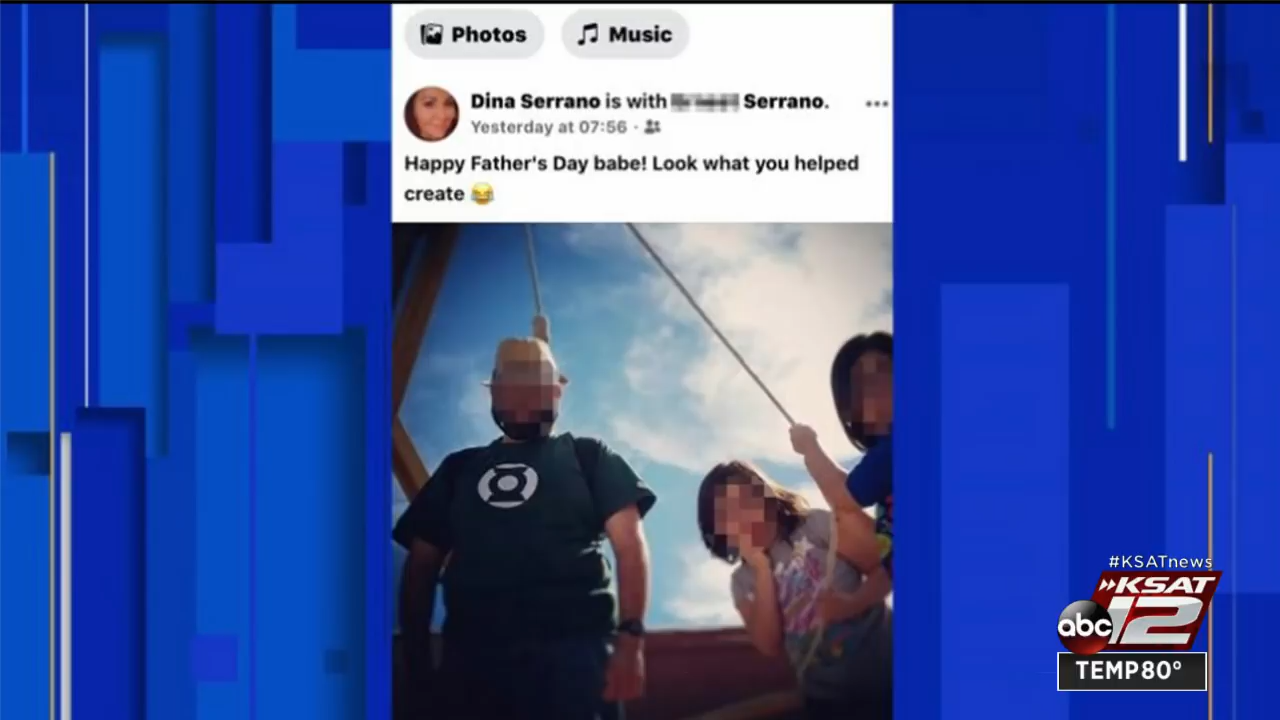 Photos
Music
Dina Serrano is with Serrano.
Yesterday at 07:56 ·
Happy Father's Day babe! Look what you helped
create 😂
#KSATnews
KSAT
abc 12
TEMP80°